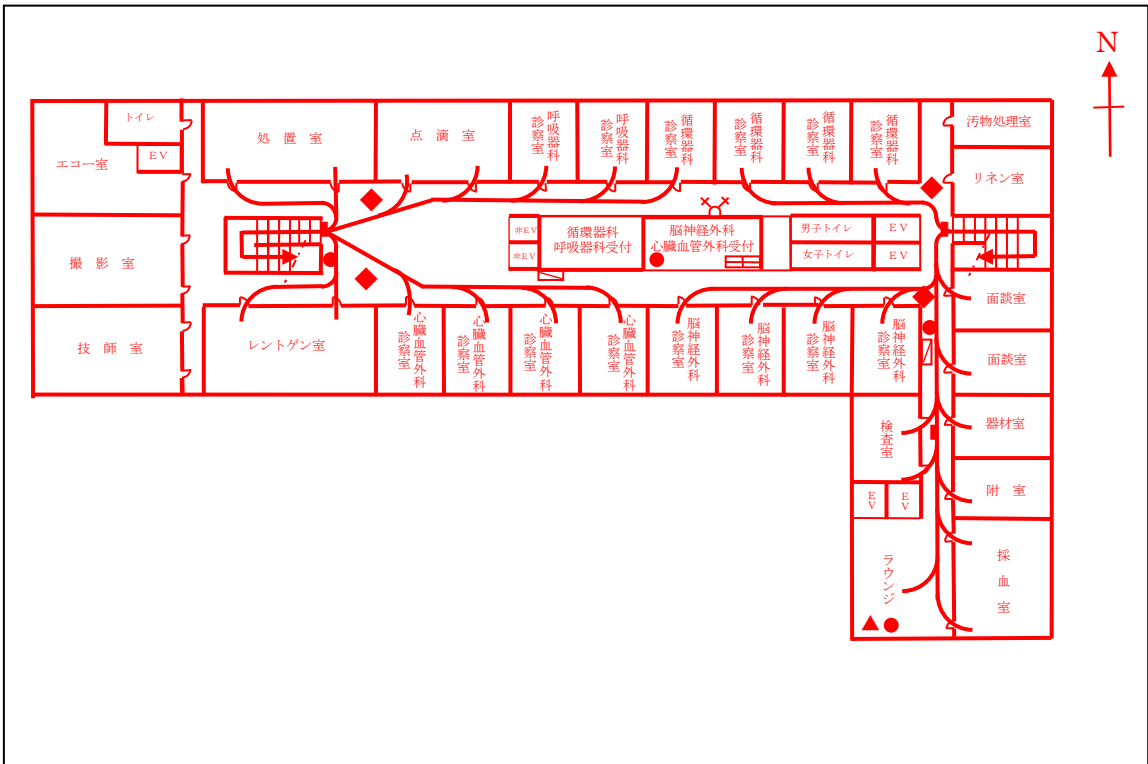 N
トイレ
EV
エコー室
処置室
点滴室
呼吸器科
診察室
呼吸器科
診察室
循環器科
診察室
循環器科
診察室
循環器科
診察室
循環器科
診察室
汚物処理室
リネン室
撮影室
非EV
非EV
循環器科
呼吸器科受付
脳神経外科
心臓血管外科受付
男子トイレ
女子トイレ
EV
EV
面談室
面談室
技師室
レントゲン室
心臓血管外科
診察室
心臓血管外科
診察室
心臓血管外科
診察室
心臓血管外科
診察室
脳神経外科
診察室
脳神経外科
診察室
脳神経外科
診察室
脳神経外科
診察室
検査室
器材室
EV
EV
附室
ラウンジ
採血室